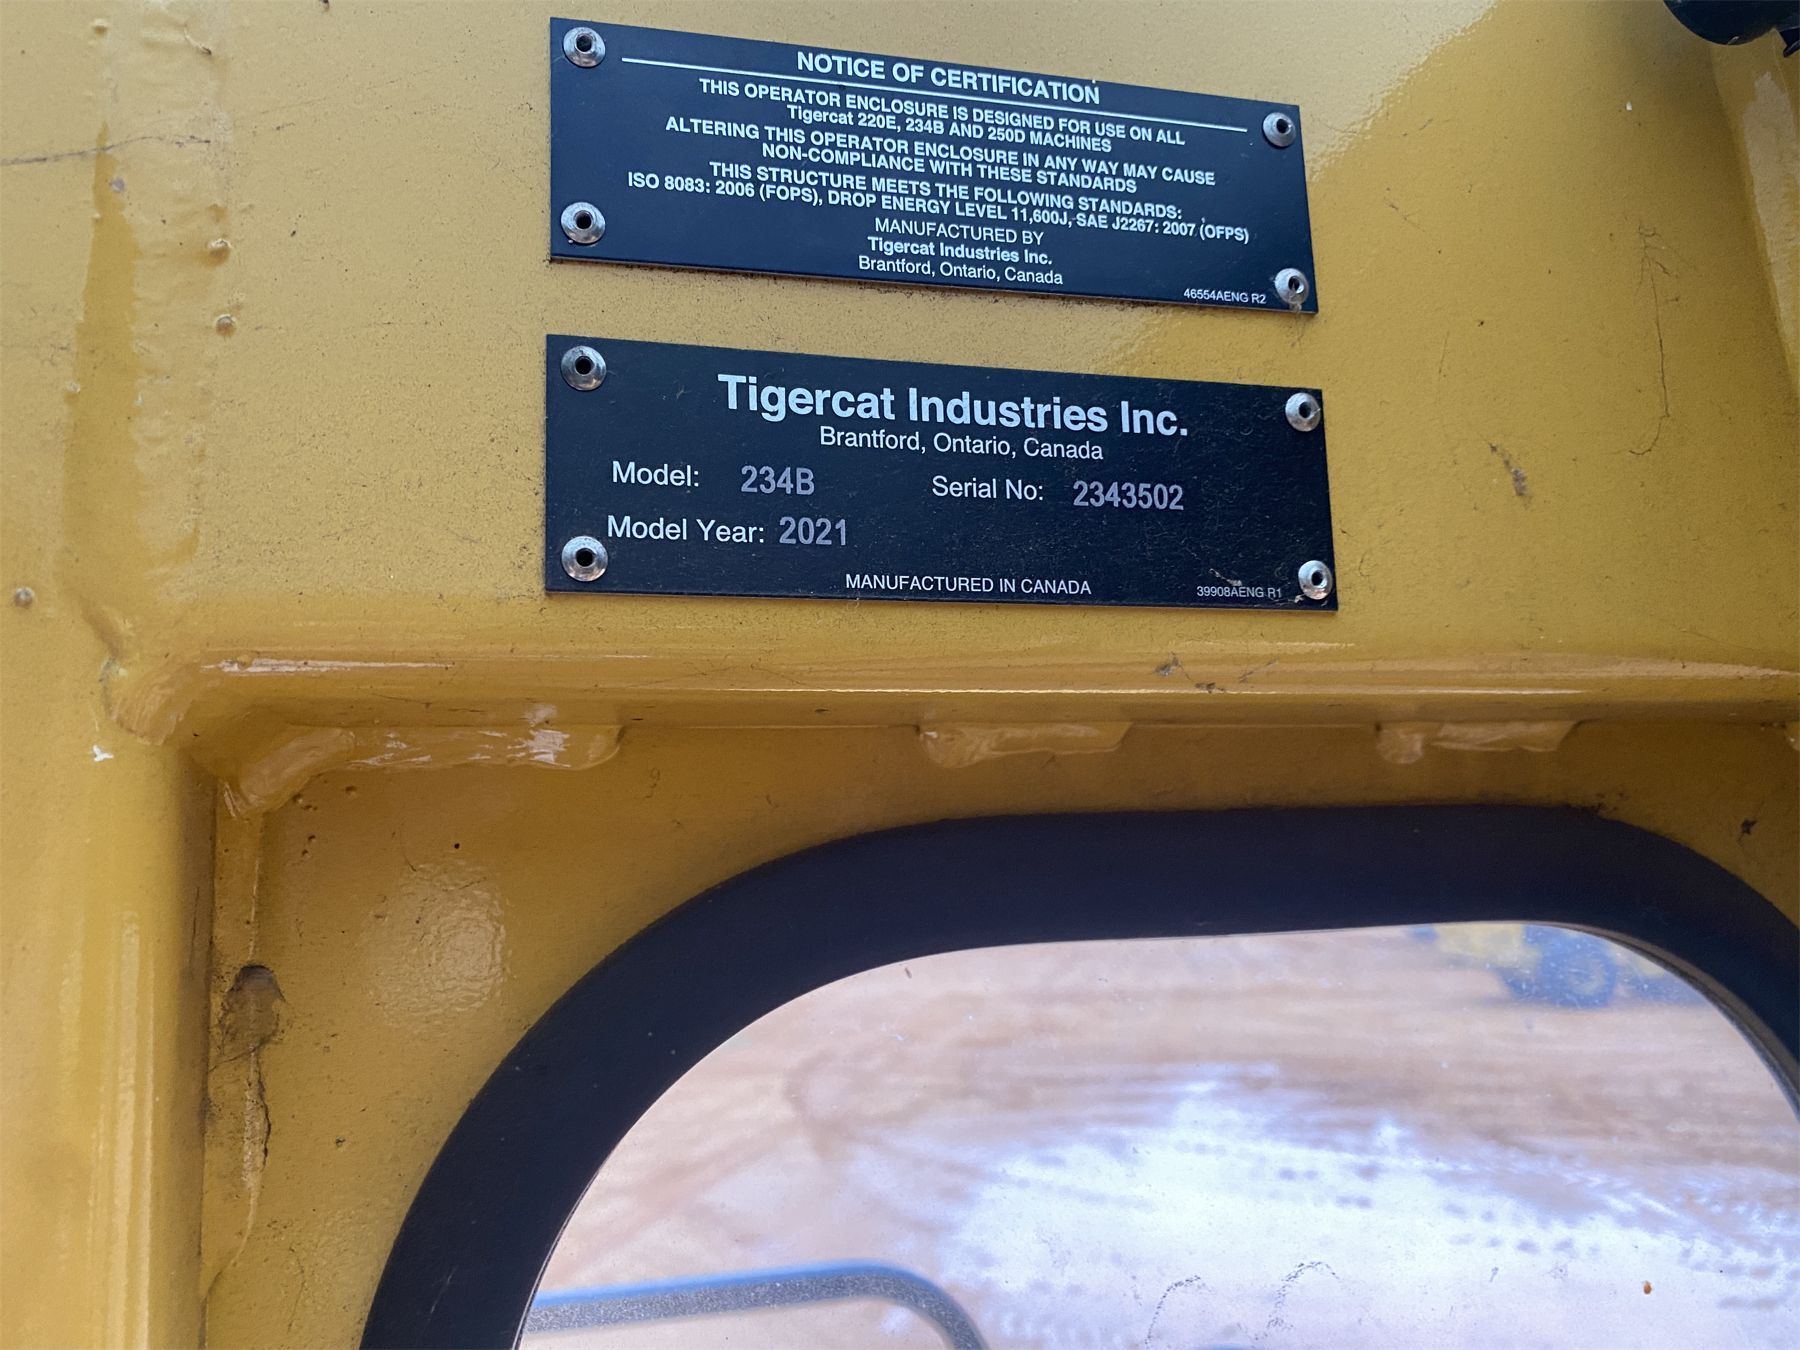 NOTICE OF CERTIFICATION
THIS OPERATOR ENCLOSURE IS DESIGNED FOR USE ON ALL
Tigercat 220E, 234B AND 250D MACHINES
ALTERING THIS OPERATOR ENCLOSURE IN ANY WAY MAY CAUSE
NON-COMPLIANCE WITH THESE STANDARDS
THIS STRUCTURE MEETS THE FOLLOWING STANDARDS:
ISO 8083: 2006 (FOPS), DROP ENERGY LEVEL 11,600J, SAE J2267: 2007 (OFPS)
MANUFACTURED BY
Tigercat Industries Inc.
Brantford, Ontario, Canada
46554AENG R2
Tigercat Industries Inc.
Brantford, Ontario, Canada
Model: 234B Serial No: 2343502
Model Year: 2021
MANUFACTURED IN CANADA
39908AENG R1